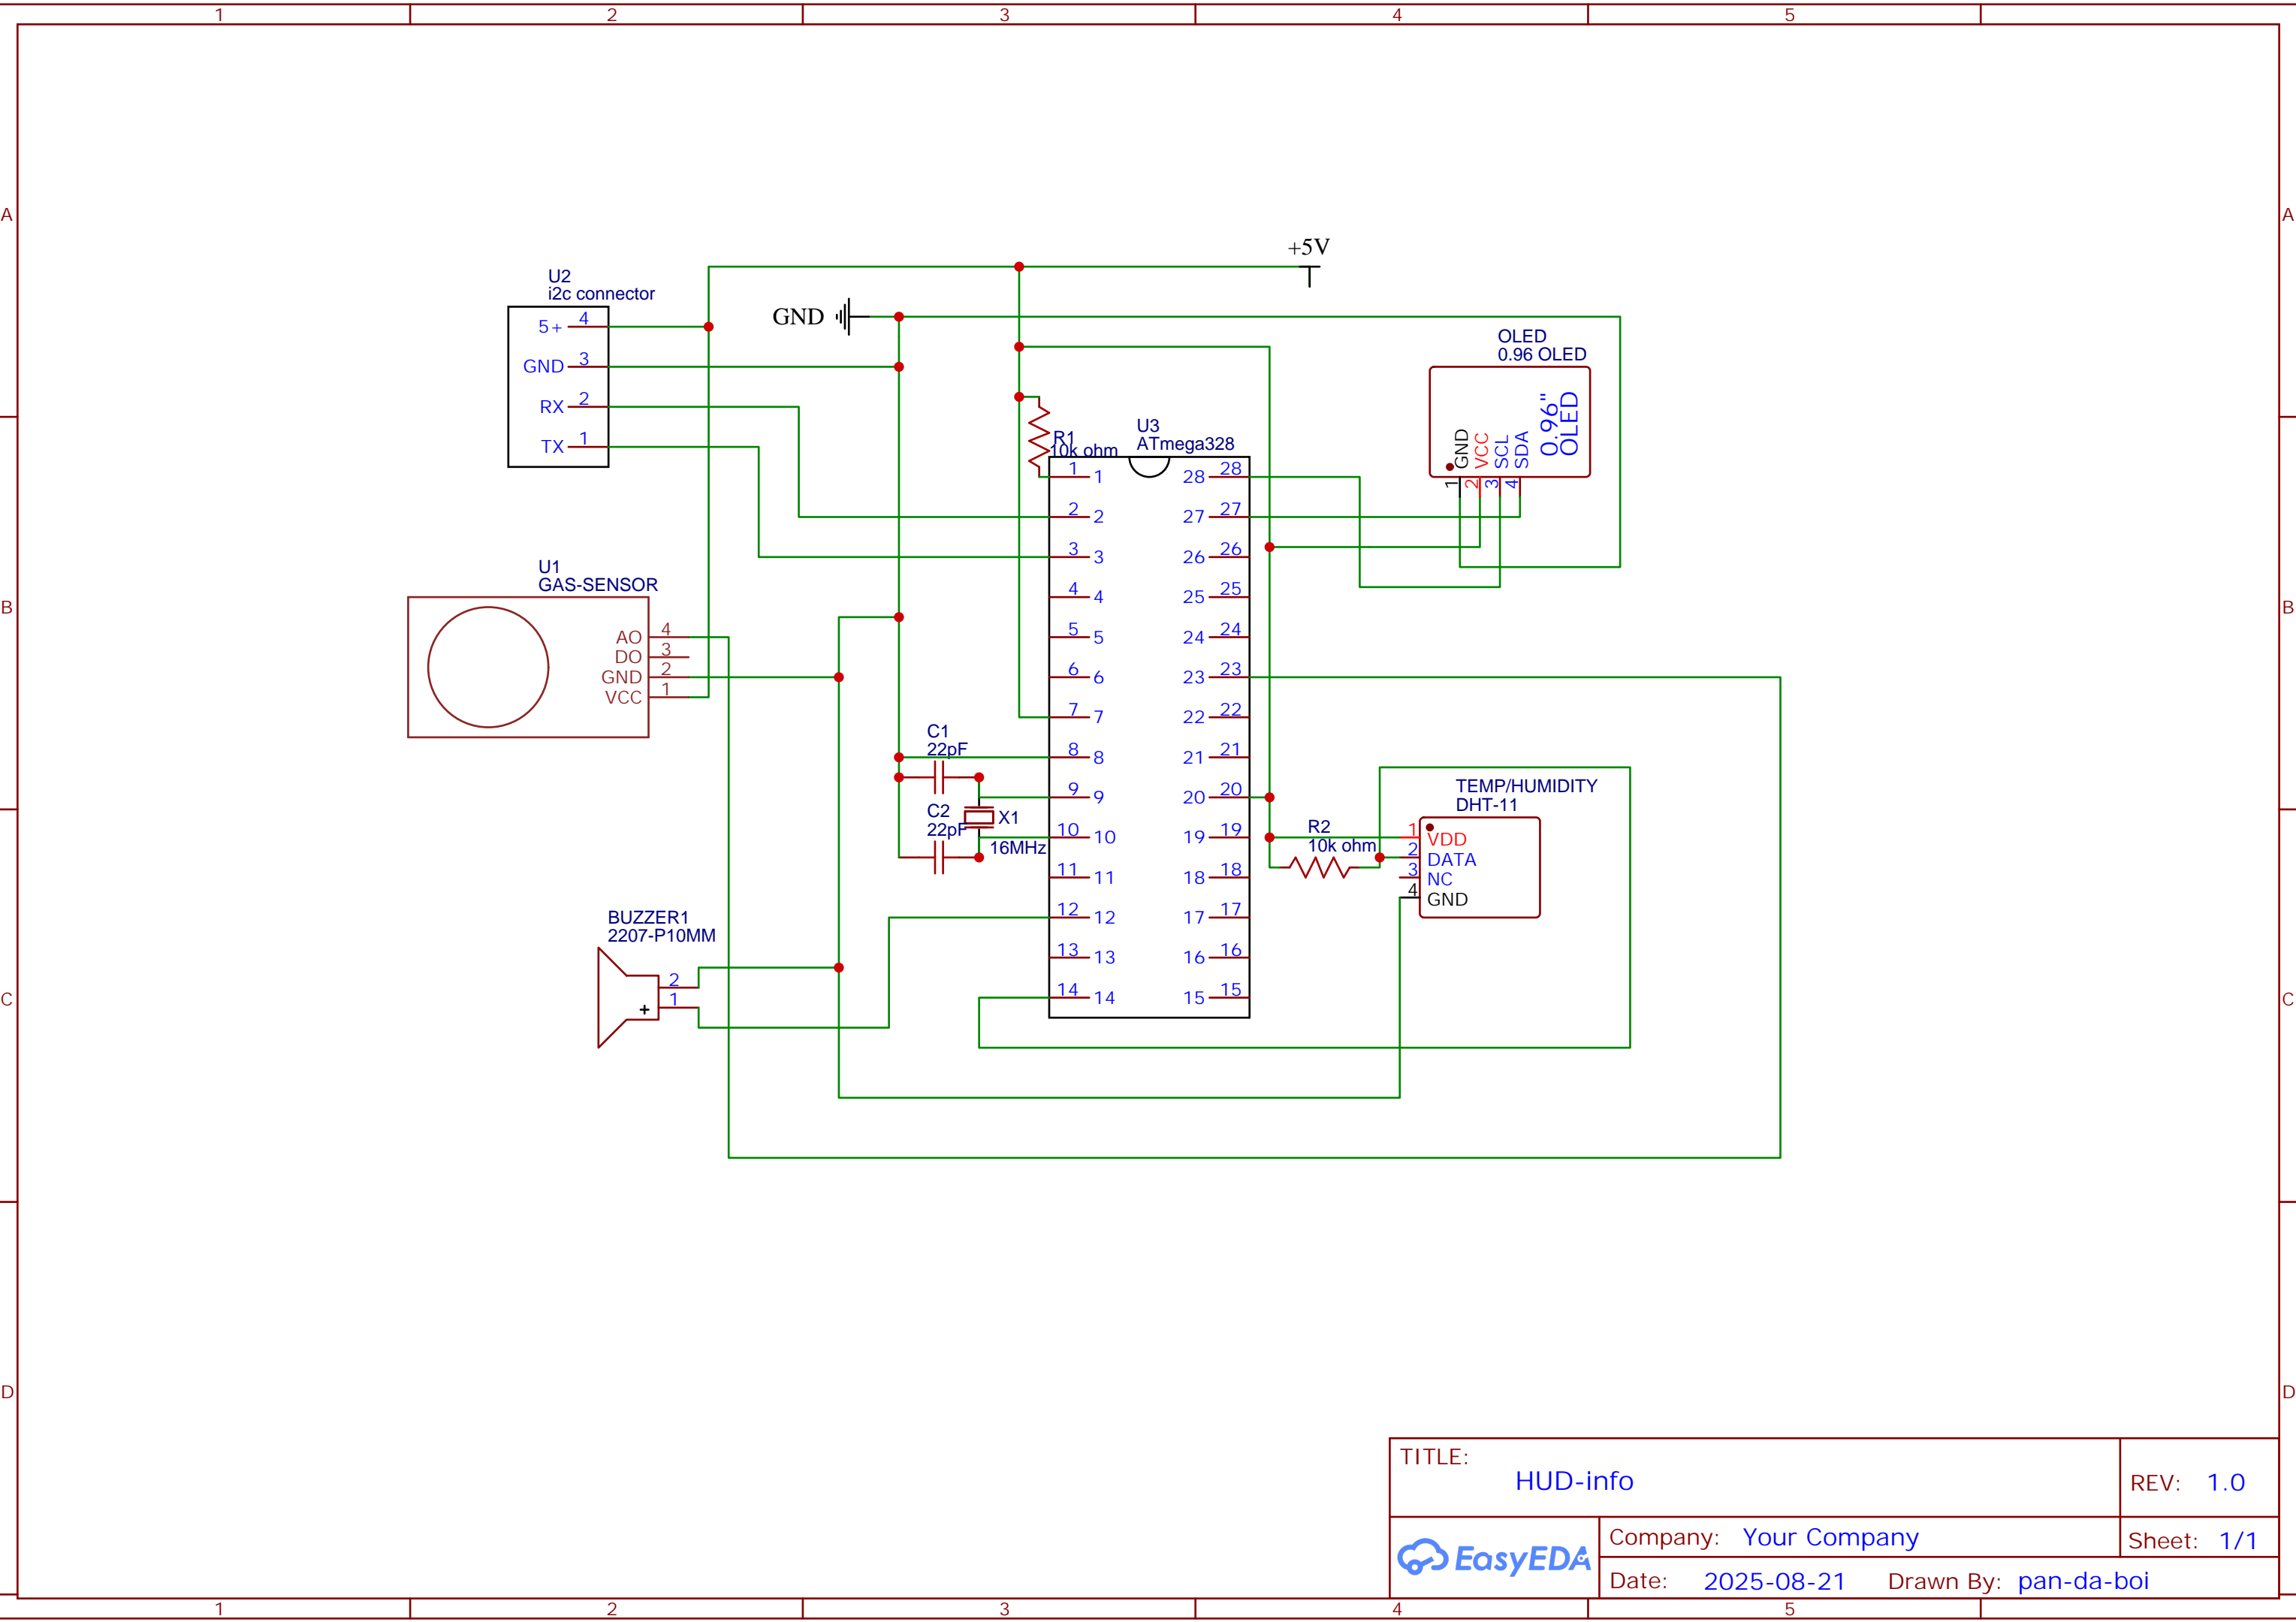 1 2 3 4 5
A A
B B
C C
D D
+5V
GND
U2
i2c connector
5+ 4
GND 3
RX 2
TX 1
OLED
0.96 OLED
0.96"
OLED
GND VCC SCL SDA
1 2 3 4
R1
10k ohm
U3
ATmega328
1 1 28 28
2 2 27 27
3 3 26 26
4 4 25 25
5 5 24 24
6 6 23 23
7 7 22 22
8 8 21 21
9 9 20 20
10 10 19 19
11 11 18 18
12 12 17 17
13 13 16 16
14 14 15 15
U1
GAS-SENSOR
AO 4
DO 3
GND 2
VCC 1
C1
22pF
C2
22pF
X1
16MHz
TEMP/HUMIDITY
DHT-11
1 VDD
2 DATA
3 NC
4 GND
R2
10k ohm
BUZZER1
2207-P10MM
2
1
+
TITLE:
HUD-info
REV: 1.0
EasyEDA
Company: Your Company
Sheet: 1/1
Date: 2025-08-21 Drawn By: pan-da-boi
1 2 3 4 5